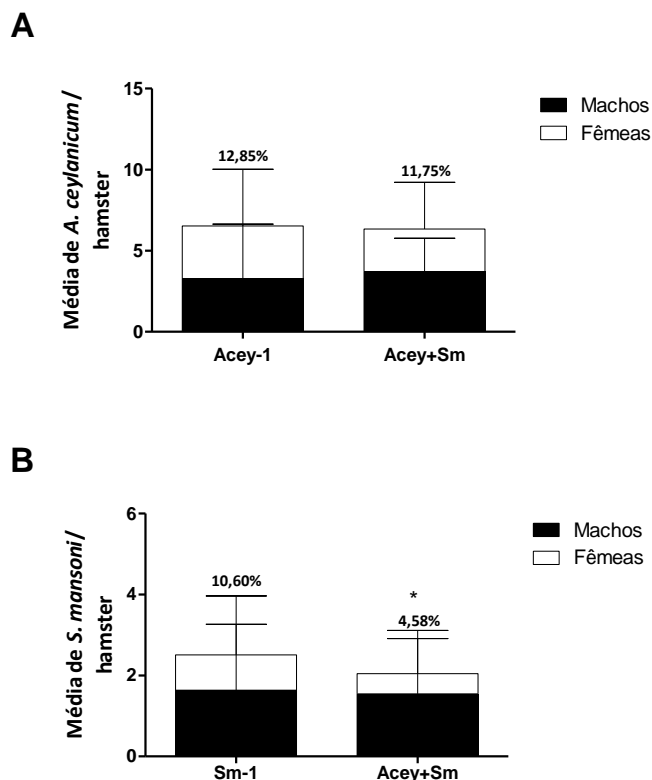 A
15
10
5
0
Média de A. ceylanicum/
hamster
12,85%
11,75%
Acey-1
Acey+Sm
Machos
Fêmeas
B
6
4
2
0
Média de S. mansoni/
hamster
10,60%
*
4,58%
Sm-1
Acey+Sm
Machos
Fêmeas